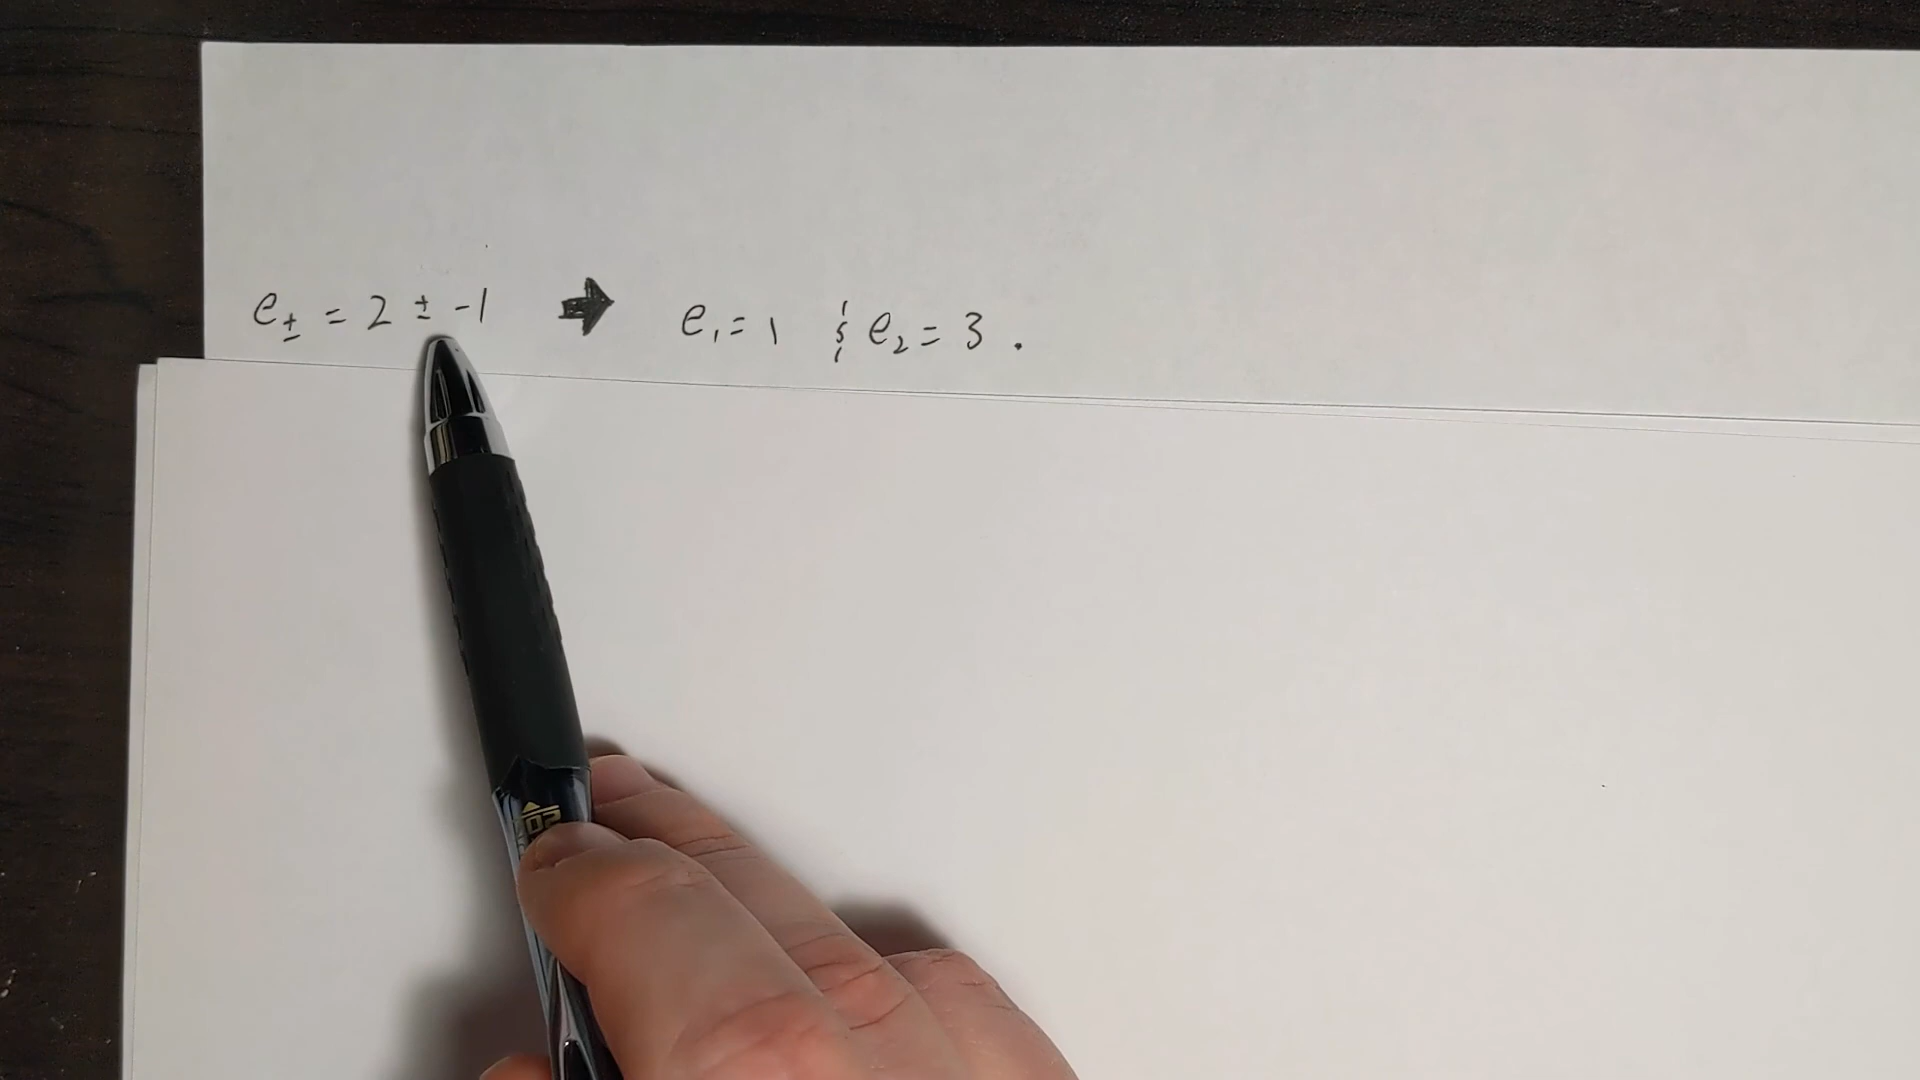 e± = 2 ± -1 ➡ e₁ = 1 & e₂ = 3 .